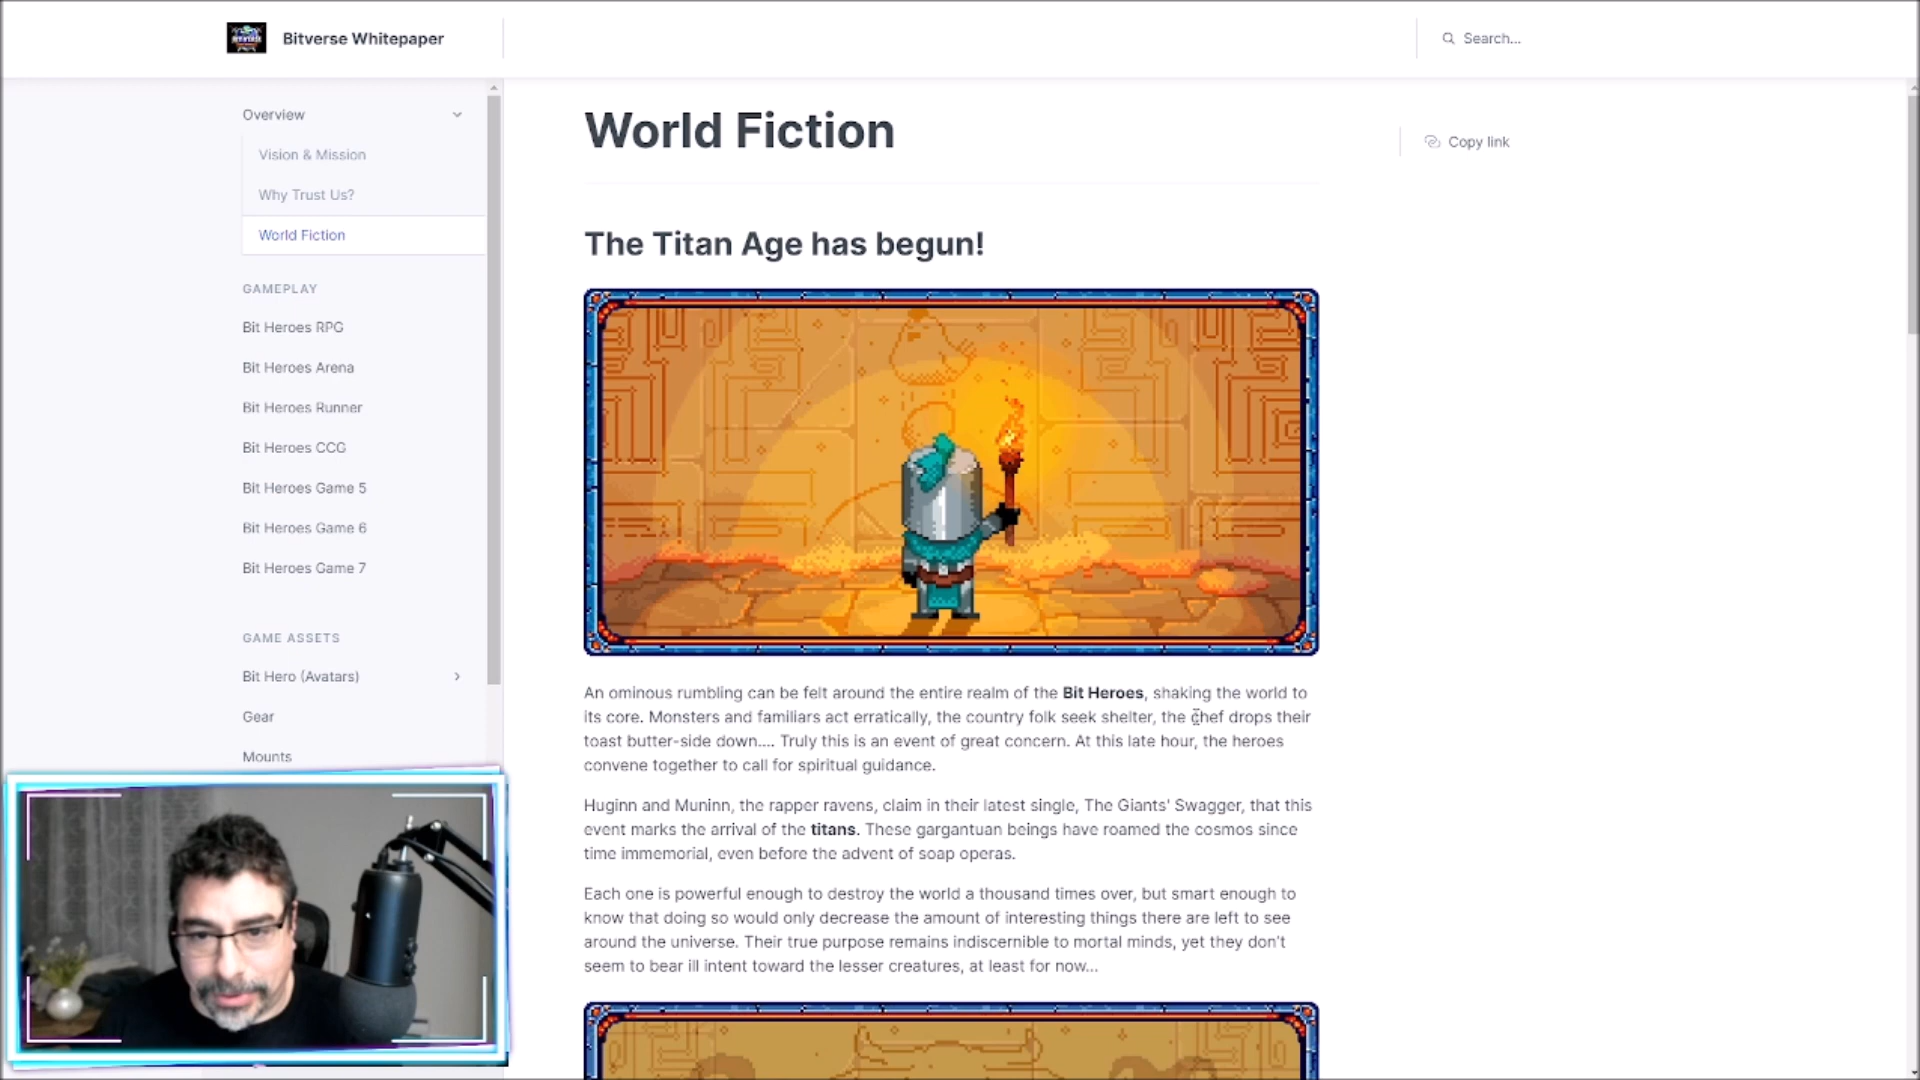 Bitverse Whitepaper
Search...
Overview
Vision & Mission
Why Trust Us?
World Fiction
GAMEPLAY
Bit Heroes RPG
Bit Heroes Arena
Bit Heroes Runner
Bit Heroes CCG
Bit Heroes Game 5
Bit Heroes Game 6
Bit Heroes Game 7
GAME ASSETS
Bit Hero (Avatars)
Gear
Mounts
World Fiction
Copy link
The Titan Age has begun!
An ominous rumbling can be felt around the entire realm of the Bit Heroes, shaking the world to
its core. Monsters and familiars act erratically, the country folk seek shelter, the chef drops their
toast butter-side down.... Truly this is an event of great concern. At this late hour, the heroes
convene together to call for spiritual guidance.
Huginn and Muninn, the rapper ravens, claim in their latest single, The Giants' Swagger, that this
event marks the arrival of the titans. These gargantuan beings have roamed the cosmos since
time immemorial, even before the advent of soap operas.
Each one is powerful enough to destroy the world a thousand times over, but smart enough to
know that doing so would only decrease the amount of interesting things there are left to see
around the universe. Their true purpose remains indiscernible to mortal minds, yet they don't
seem to bear ill intent toward the lesser creatures, at least for now...